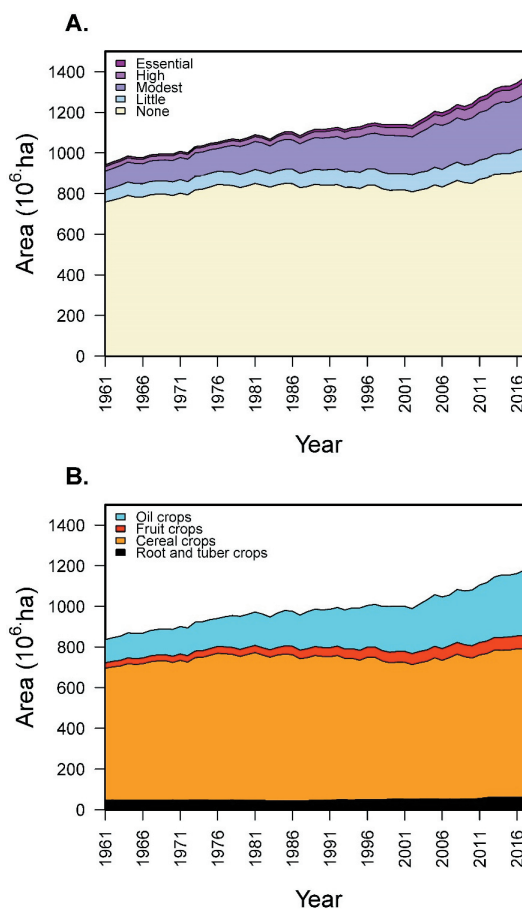 A.
Essential
High
Modest
Little
None
1400
1200
1000
800
600
400
200
0
Area (10⁶·ha)
1961
1966
1971
1976
1981
1986
1991
1996
2001
2006
2011
2016
Year
B.
Oil crops
Fruit crops
Cereal crops
Root and tuber crops
1400
1200
1000
800
600
400
200
0
Area (10⁶·ha)
1961
1966
1971
1976
1981
1986
1991
1996
2001
2006
2011
2016
Year